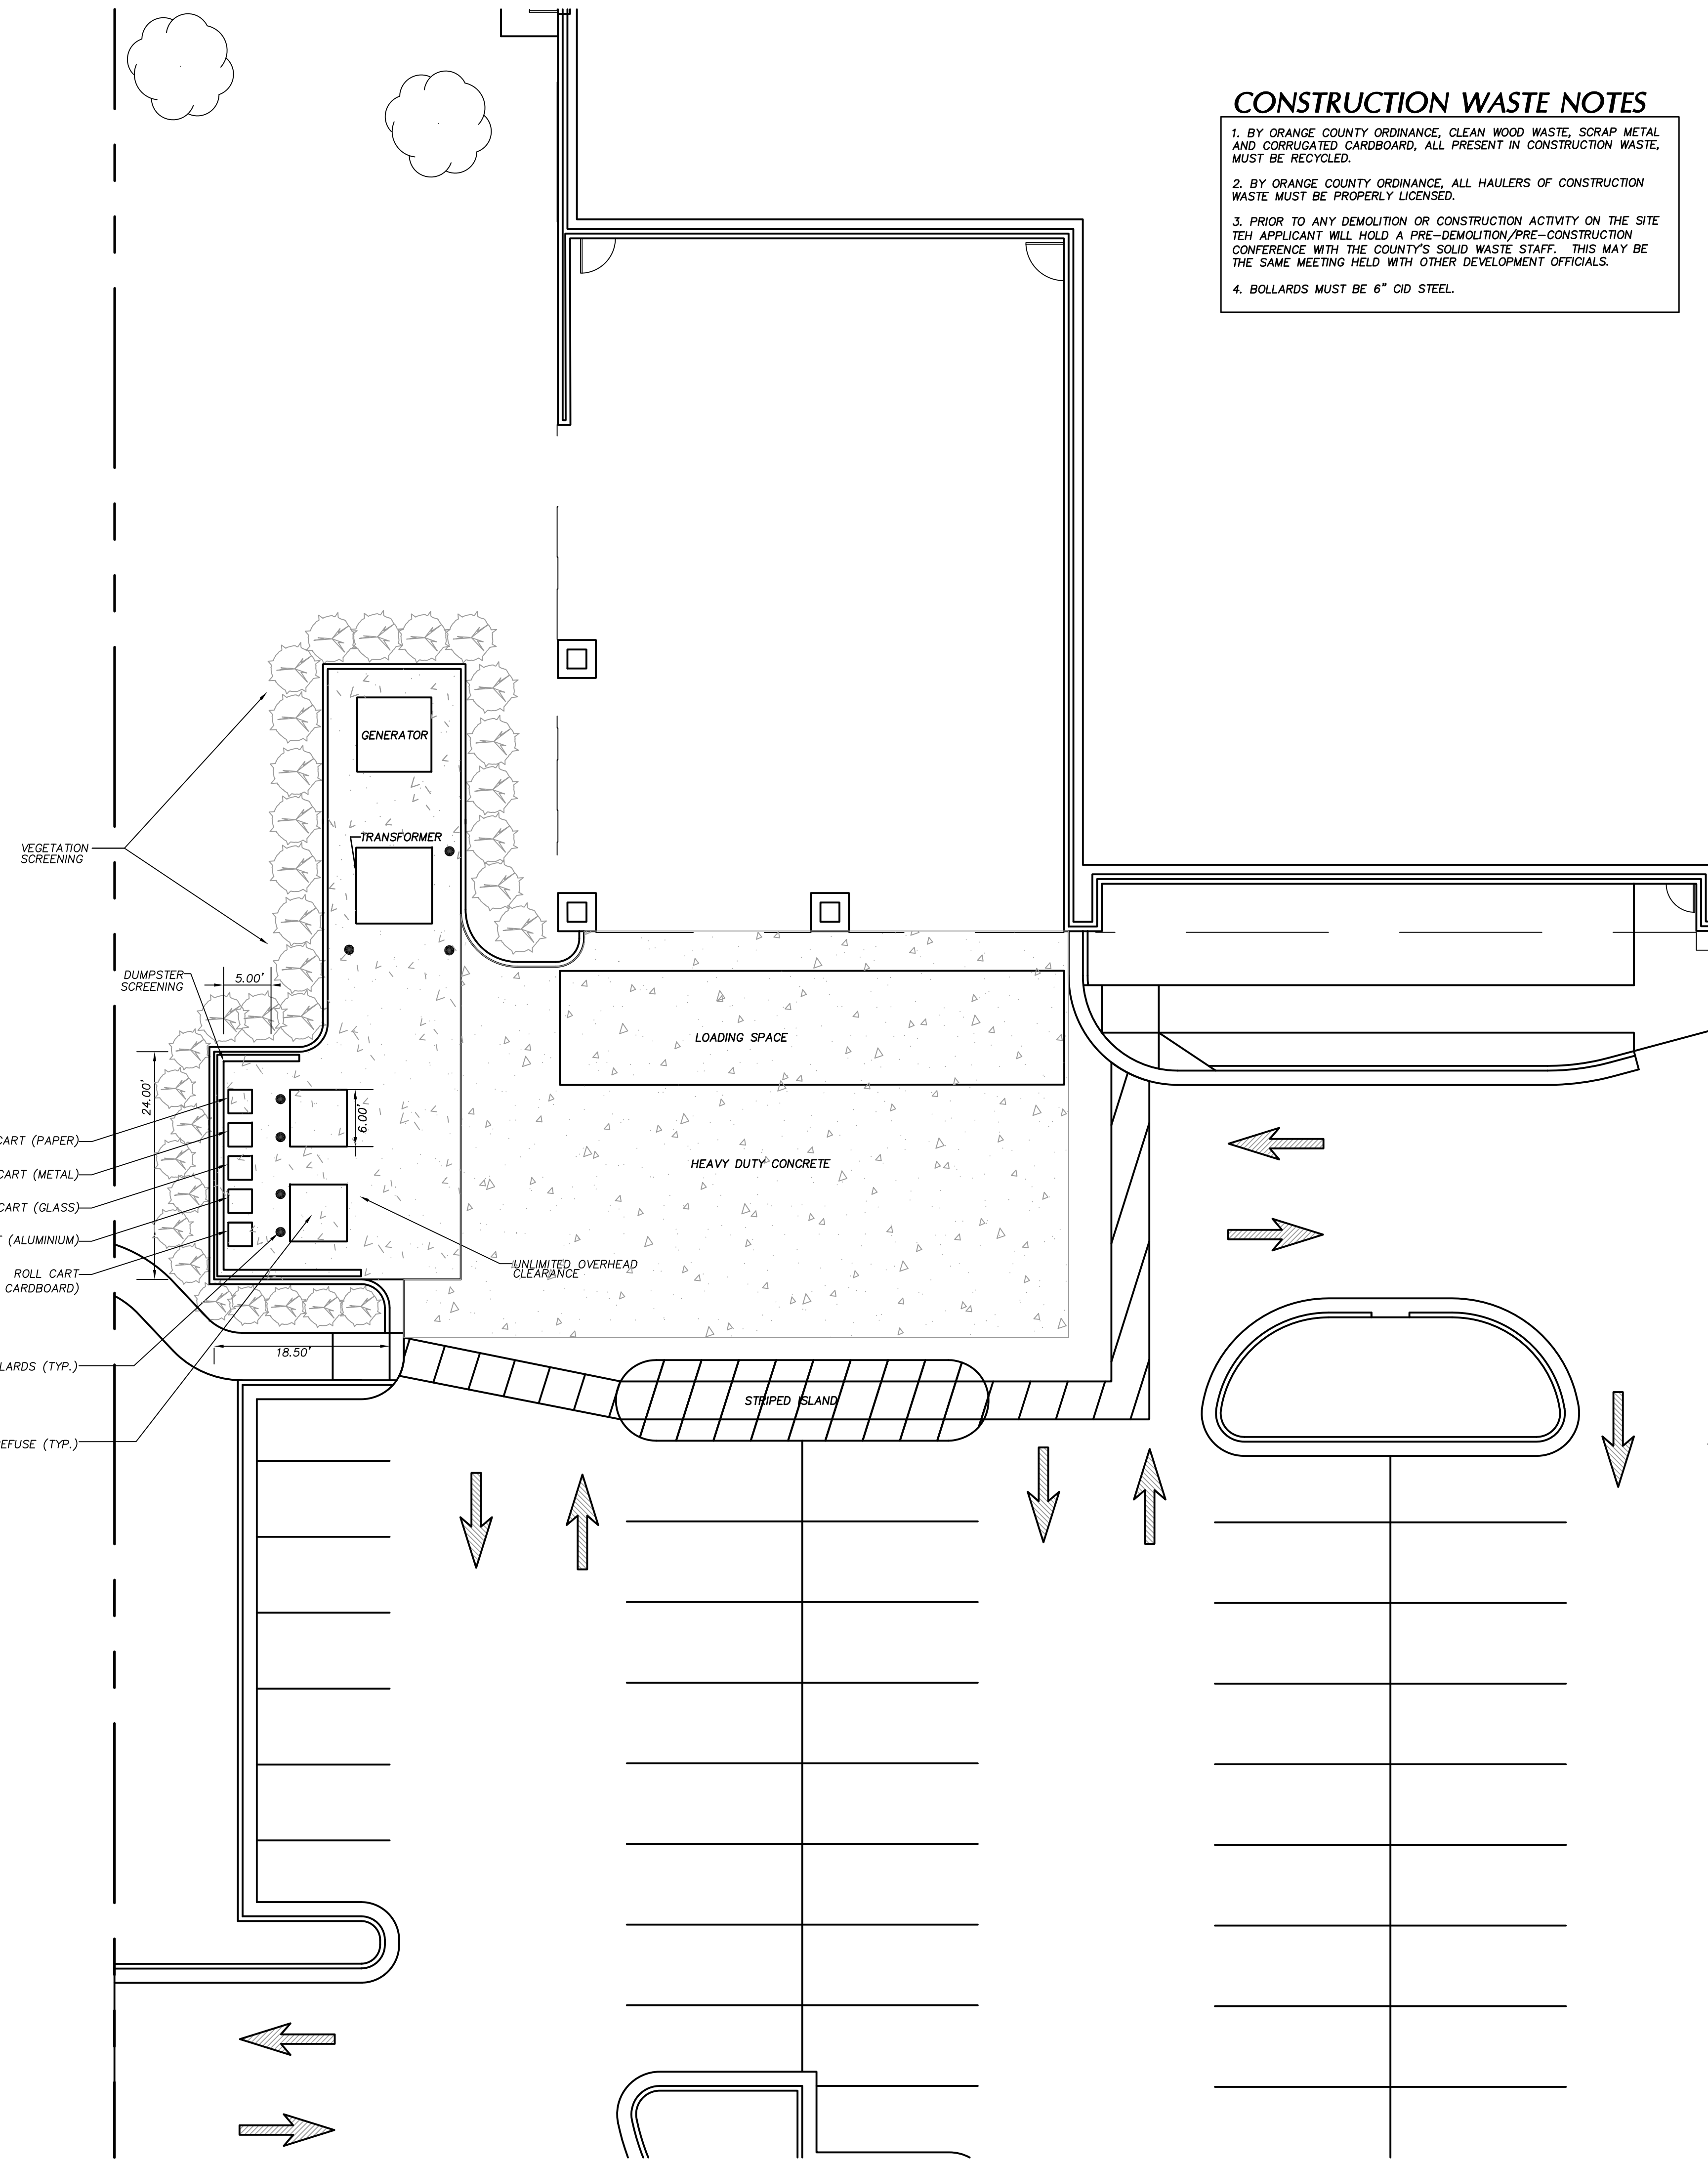 CONSTRUCTION WASTE NOTES
1. BY ORANGE COUNTY ORDINANCE, CLEAN WOOD WASTE, SCRAP METAL
AND CORRUGATED CARDBOARD, ALL PRESENT IN CONSTRUCTION WASTE,
MUST BE RECYCLED.
2. BY ORANGE COUNTY ORDINANCE, ALL HAULERS OF CONSTRUCTION
WASTE MUST BE PROPERLY LICENSED.
3. PRIOR TO ANY DEMOLITION OR CONSTRUCTION ACTIVITY ON THE SITE
TEH APPLICANT WILL HOLD A PRE-DEMOLITION/PRE-CONSTRUCTION
CONFERENCE WITH THE COUNTY'S SOLID WASTE STAFF. THIS MAY BE
THE SAME MEETING HELD WITH OTHER DEVELOPMENT OFFICIALS.
4. BOLLARDS MUST BE 6" CID STEEL.
GENERATOR
TRANSFORMER
VEGETATION
SCREENING
DUMPSTER
SCREENING
5.00'
LOADING SPACE
24.00'
6.00'
CART (PAPER)
CART (METAL)
CART (GLASS)
(ALUMINIUM)
ROLL CART
CARDBOARD)
HEAVY DUTY CONCRETE
UNLIMITED OVERHEAD
CLEARANCE
18.50'
LARDS (TYP.)
STRIPED ISLAND
EFUSE (TYP.)